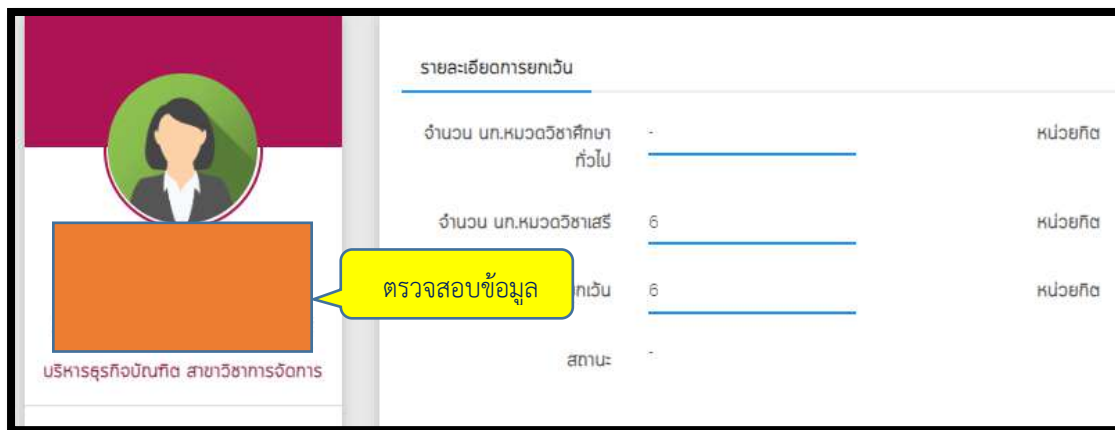 รายละเอียดการยกเว้น
จำนวน นก.หมวดวิชาศึกษา - หน่วยกิต
ทั่วไป
จำนวน นก.หมวดวิชาเสรี 6 หน่วยกิต
ตรวจสอบข้อมูล กเว้น 6 หน่วยกิต
สถานะ -
บริหารธุรกิจบัณฑิต สาขาวิชาการจัดการ